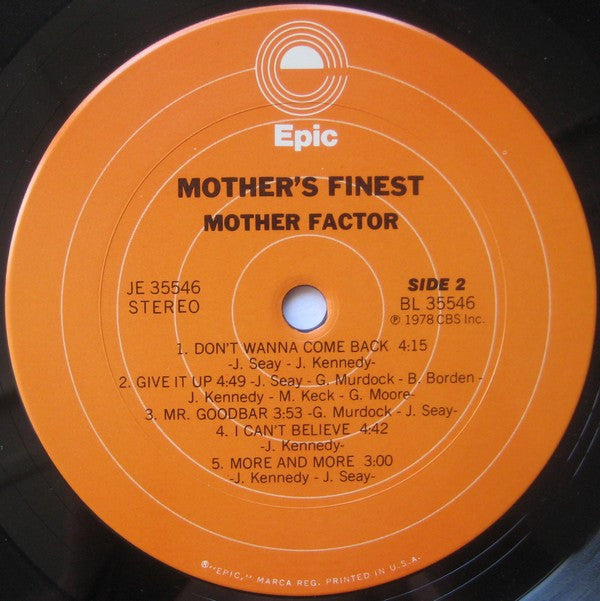 Epic
MOTHER'S FINEST
MOTHER FACTOR
JE 35546
STEREO
SIDE 2
BL 35546
℗ 1978 CBS Inc.
1. DON'T WANNA COME BACK 4:15
-J. Seay - J. Kennedy-
2. GIVE IT UP 4:49 -J. Seay - G. Murdock - B. Borden -
J. Kennedy - M. Keck - G. Moore-
3. MR. GOODBAR 3:53 -G. Murdock - J. Seay-
4. I CAN'T BELIEVE 4:42
-J. Kennedy-
5. MORE AND MORE 3:00
-J. Kennedy - J. Seay-
®"EPIC," MARCA REG. PRINTED IN U.S.A.